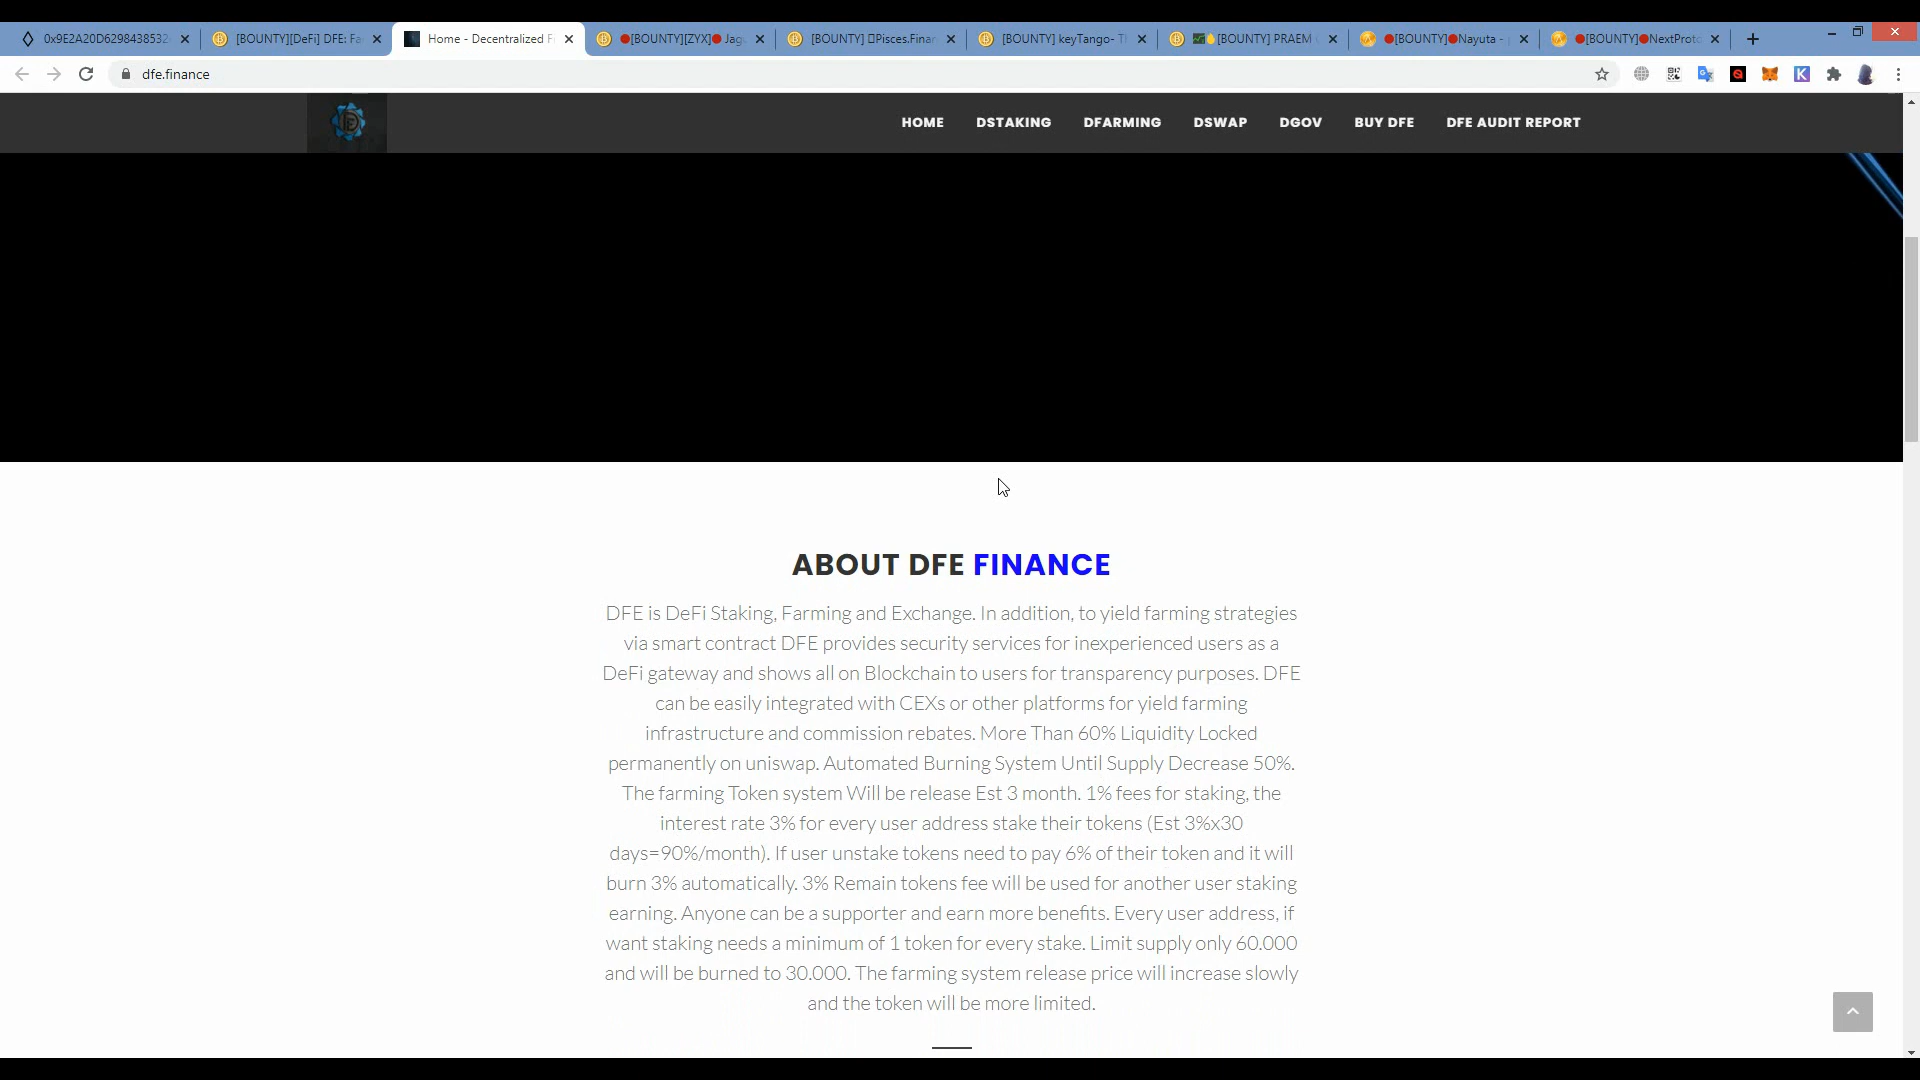 0x9E2A20D6298438532
[BOUNTY][DeFi] DFE: Fa
Home - Decentralized F
[BOUNTY][ZYX] Jag
[BOUNTY] Pisces.Finan
[BOUNTY] keyTango- T
[BOUNTY] PRAEM
[BOUNTY] Nayuta -
[BOUNTY] NextProto
dfe.finance
HOME DSTAKING DFARMING DSWAP DGOV BUY DFE DFE AUDIT REPORT
ABOUT DFE FINANCE
DFE is DeFi Staking, Farming and Exchange. In addition, to yield farming strategies
via smart contract DFE provides security services for inexperienced users as a
DeFi gateway and shows all on Blockchain to users for transparency purposes. DFE
can be easily integrated with CEXs or other platforms for yield farming
infrastructure and commission rebates. More Than 60% Liquidity Locked
permanently on uniswap. Automated Burning System Until Supply Decrease 50%.
The farming Token system Will be release Est 3 month. 1% fees for staking, the
interest rate 3% for every user address stake their tokens (Est 3%x30
days=90%/month). If user unstake tokens need to pay 6% of their token and it will
burn 3% automatically. 3% Remain tokens fee will be used for another user staking
earning. Anyone can be a supporter and earn more benefits. Every user address, if
want staking needs a minimum of 1 token for every stake. Limit supply only 60.000
and will be burned to 30.000. The farming system release price will increase slowly
and the token will be more limited.